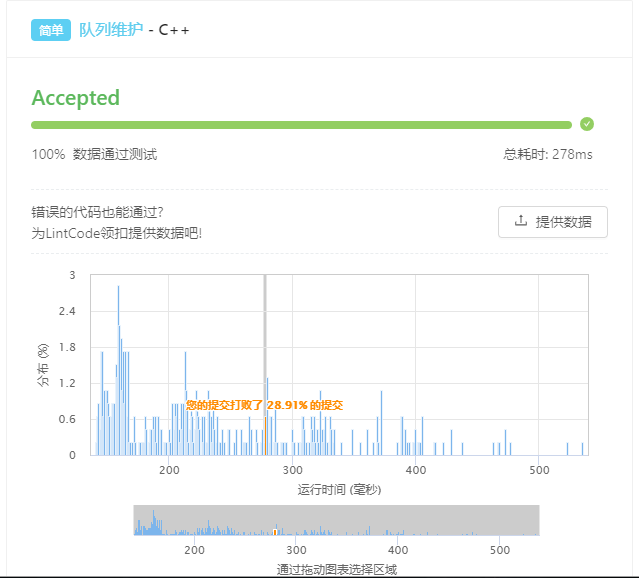 简单 队列维护 - C++
Accepted
100% 数据通过测试 总耗时: 278ms
错误的代码也能通过?
为LintCode领扣提供数据吧!
提供数据
3
2.4
1.8
1.2
0.6
0
分布 (%)
您的提交打败了 28.91% 的提交
200 300 400 500
运行时间 (毫秒)
200 300 400 500
通过拖动图表选择区域